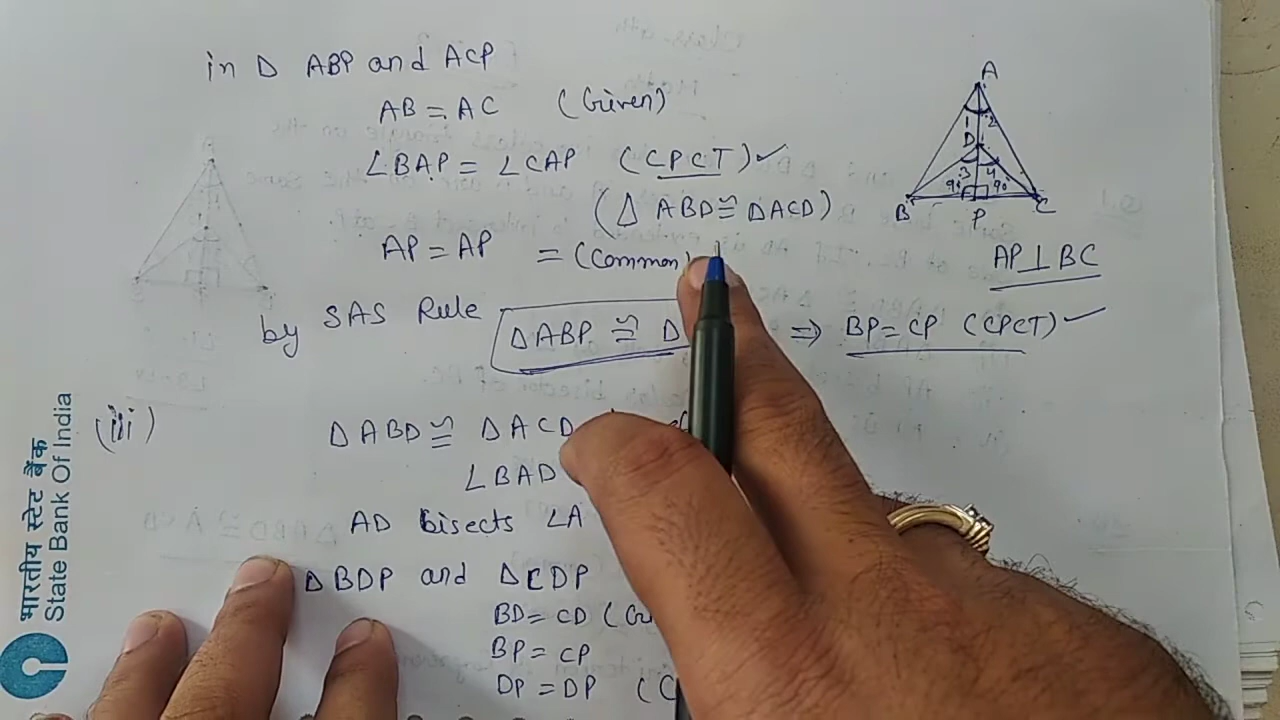 in Δ ABP and ACP
AB = AC (Given)
∠BAP = ∠CAP (CPCT) ✓
(Δ ABD ≅ ΔACD)
AP = AP = (Common)
by SAS Rule ΔABP ≅ Δ ⇒ BP = CP (CPCT) ✓
(iii) ΔABD ≅ ΔACD
∠BAD
AD bisects ∠A
ΔBDP and ΔCDP
BD = CD (
BP = CP
DP = DP (C
A
1 2
D
3 4
90 90
B P C
AP ⊥ BC
भारतीय स्टेट बैंक
State Bank Of India